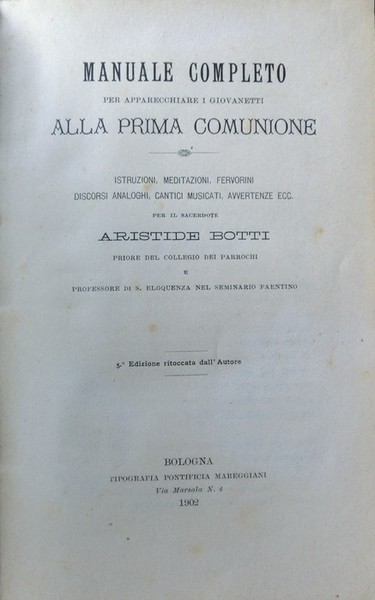 MANUALE COMPLETO
PER APPARECCHIARE I GIOVANETTI
ALLA PRIMA COMUNIONE
ISTRUZIONI, MEDITAZIONI, FERVORINI
DISCORSI ANALOGHI, CANTICI MUSICATI, AVVERTENZE ECC.
PER IL SACERDOTE
ARISTIDE BOTTI
PRIORE DEL COLLEGIO DEI PARROCHI
E
PROFESSORE DI S. ELOQUENZA NEL SEMINARIO FAENTINO
5.ª Edizione ritoccata dall'Autore
BOLOGNA
TIPOGRAFIA PONTIFICIA MAREGGIANI
Via Marsala N. 4
1902